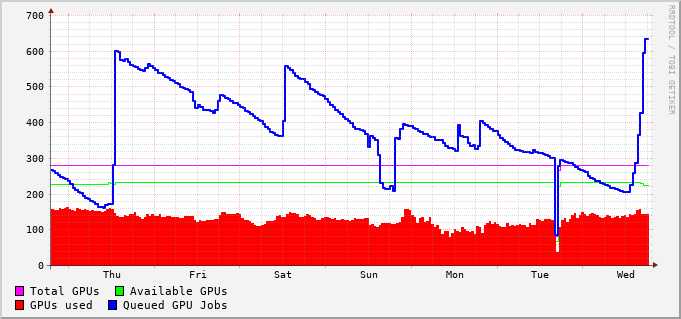 700
600
500
400
300
200
100
0
Thu Fri Sat Sun Mon Tue Wed
Total GPUs Available GPUs
GPUs used Queued GPU Jobs
RRDTOOL / TOBI OETIKER